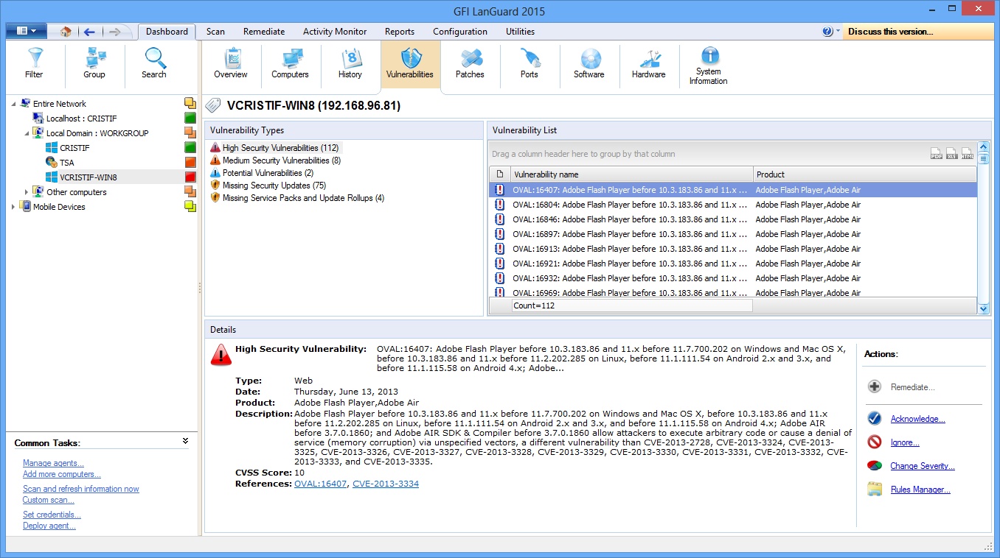 GFI LanGuard 2015
Dashboard
Scan
Remediate
Activity Monitor
Reports
Configuration
Utilities
Discuss this version...
Filter
Group
Search
Overview
Computers
History
Vulnerabilities
Patches
Ports
Software
Hardware
System
Information
Entire Network
Localhost : CRISTIF
Local Domain : WORKGROUP
CRISTIF
TSA
VCRISTIF-WIN8
Other computers
Mobile Devices
Common Tasks:
Manage agents...
Add more computers...
Scan and refresh information now
Custom scan...
Set credentials...
Deploy agent...
VCRISTIF-WIN8 (192.168.96.81)
Vulnerability Types
High Security Vulnerabilities (112)
Medium Security Vulnerabilities (8)
Potential Vulnerabilities (2)
Missing Security Updates (75)
Missing Service Packs and Update Rollups (4)
Vulnerability List
Drag a column header here to group by that column
PDF XLS HTML
Vulnerability name Product
OVAL:16407: Adobe Flash Player before 10.3.183.86 and 11.x ... Adobe Flash Player,Adobe Air
OVAL:16804: Adobe Flash Player before 10.3.183.86 and 11.x ... Adobe Flash Player,Adobe Air
OVAL:16846: Adobe Flash Player before 10.3.183.86 and 11.x ... Adobe Flash Player,Adobe Air
OVAL:16897: Adobe Flash Player before 10.3.183.86 and 11.x ... Adobe Flash Player,Adobe Air
OVAL:16913: Adobe Flash Player before 10.3.183.86 and 11.x ... Adobe Flash Player,Adobe Air
OVAL:16921: Adobe Flash Player before 10.3.183.86 and 11.x ... Adobe Flash Player,Adobe Air
OVAL:16932: Adobe Flash Player before 10.3.183.86 and 11.x ... Adobe Flash Player,Adobe Air
OVAL:16969: Adobe Flash Player before 10.3.183.86 and 11.x ... Adobe Flash Player,Adobe Air
Count=112
Details
High Security Vulnerability: OVAL:16407: Adobe Flash Player before 10.3.183.86 and 11.x before 11.7.700.202 on Windows and Mac OS X,
before 10.3.183.86 and 11.x before 11.2.202.285 on Linux, before 11.1.111.54 on Android 2.x and 3.x, and
before 11.1.115.58 on Android 4.x; Adobe...
Type: Web
Date: Thursday, June 13, 2013
Product: Adobe Flash Player,Adobe Air
Description: Adobe Flash Player before 10.3.183.86 and 11.x before 11.7.700.202 on Windows and Mac OS X, before 10.3.183.86 and 11.x
before 11.2.202.285 on Linux, before 11.1.111.54 on Android 2.x and 3.x, and before 11.1.115.58 on Android 4.x; Adobe AIR
before 3.7.0.1860; and Adobe AIR SDK & Compiler before 3.7.0.1860 allow attackers to execute arbitrary code or cause a denial of
service (memory corruption) via unspecified vectors, a different vulnerability than CVE-2013-2728, CVE-2013-3324, CVE-2013-
3325, CVE-2013-3326, CVE-2013-3327, CVE-2013-3328, CVE-2013-3329, CVE-2013-3330, CVE-2013-3331, CVE-2013-3332, CVE-
2013-3333, and CVE-2013-3335.
CVSS Score: 10
References: OVAL:16407, CVE-2013-3334
Actions:
Remediate...
Acknowledge...
Ignore...
Change Severity...
Rules Manager...